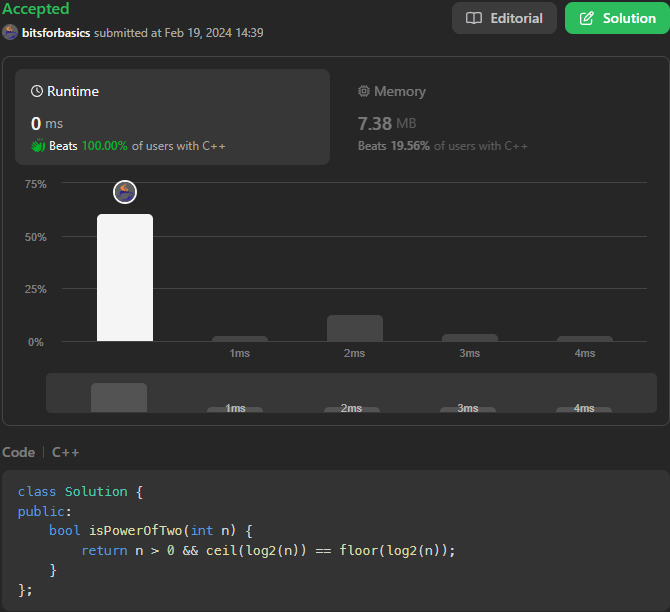 Accepted
Editorial
Solution
bitsforbasics submitted at Feb 19, 2024 14:39
Runtime
Memory
0 ms
7.38 MB
Beats 100.00% of users with C++
Beats 19.56% of users with C++
75%
50%
25%
0%
1ms 2ms 3ms 4ms
1ms 2ms 3ms 4ms
Code | C++
class Solution {
public:
    bool isPowerOfTwo(int n) {
        return n > 0 && ceil(log2(n)) == floor(log2(n));
    }
};